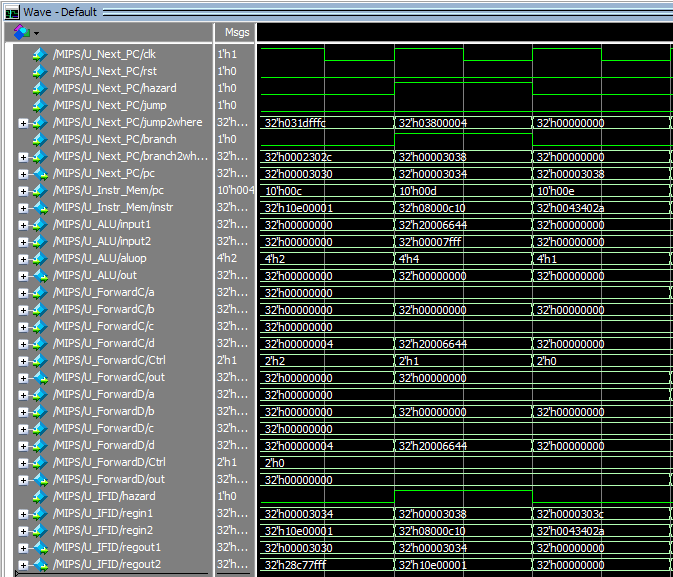 Wave - Default
Msgs
/MIPS/U_Next_PC/clk 1'h1
/MIPS/U_Next_PC/rst 1'h0
/MIPS/U_Next_PC/hazard 1'h0
/MIPS/U_Next_PC/jump 1'h0
/MIPS/U_Next_PC/jump2where 32'h... 32'h031dfffc 32'h03800004 32'h00000000
/MIPS/U_Next_PC/branch 1'h0
/MIPS/U_Next_PC/branch2wh... 32'h... 32'h0002302c 32'h00003038 32'h00000000
/MIPS/U_Next_PC/pc 32'h... 32'h00003030 32'h00003034 32'h00003038
/MIPS/U_Instr_Mem/pc 10'h004 10'h00c 10'h00d 10'h00e
/MIPS/U_Instr_Mem/instr 32'h... 32'h10e00001 32'h08000c10 32'h0043402a
/MIPS/U_ALU/input1 32'h... 32'h00000000 32'h20006644 32'h00000000
/MIPS/U_ALU/input2 32'h... 32'h00000000 32'h00007fff 32'h00000000
/MIPS/U_ALU/aluop 4'h2 4'h2 4'h4 4'h1
/MIPS/U_ALU/out 32'h... 32'h00000000 32'h00000000 32'h00000000
/MIPS/U_ForwardC/a 32'h... 32'h00000000
/MIPS/U_ForwardC/b 32'h... 32'h00000000 32'h00000000 32'h00000000
/MIPS/U_ForwardC/c 32'h... 32'h00000000
/MIPS/U_ForwardC/d 32'h... 32'h00000004 32'h20006644 32'h00000000
/MIPS/U_ForwardC/Ctrl 2'h1 2'h2 2'h1 2'h0
/MIPS/U_ForwardC/out 32'h... 32'h00000000 32'h00000000
/MIPS/U_ForwardD/a 32'h... 32'h00000000
/MIPS/U_ForwardD/b 32'h... 32'h00000000 32'h00000000 32'h00000000
/MIPS/U_ForwardD/c 32'h... 32'h00000000
/MIPS/U_ForwardD/d 32'h... 32'h00000004 32'h20006644 32'h00000000
/MIPS/U_ForwardD/Ctrl 2'h1 2'h0
/MIPS/U_ForwardD/out 32'h... 32'h00000000
/MIPS/U_IFID/hazard 1'h0
/MIPS/U_IFID/regin1 32'h... 32'h00003034 32'h00003038 32'h0000303c
/MIPS/U_IFID/regin2 32'h... 32'h10e00001 32'h08000c10 32'h0043402a
/MIPS/U_IFID/regout1 32'h... 32'h00003030 32'h00003034 32'h00003038
/MIPS/U_IFID/regout2 32'h... 32'h28c77fff 32'h10e00001 32'h00000000